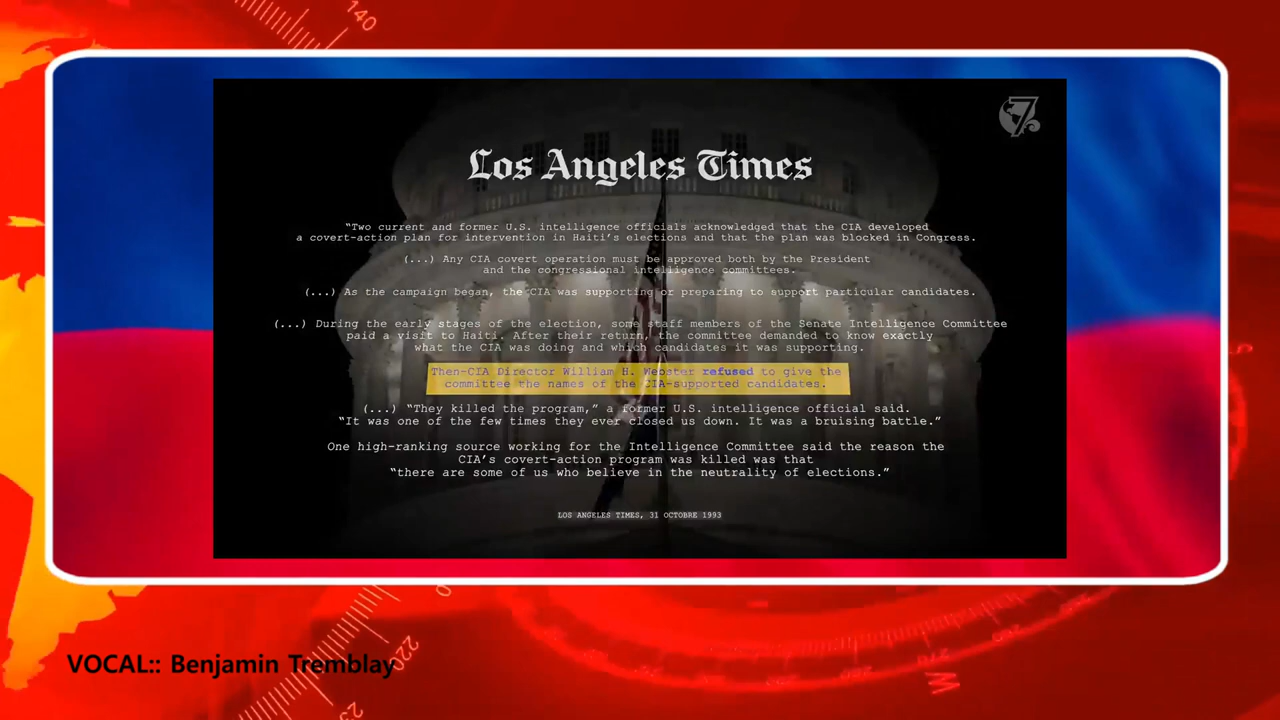 140
7
Los Angeles Times
“Two current and former U.S. intelligence officials acknowledged that the CIA developed
a covert-action plan for intervention in Haiti’s elections and that the plan was blocked in Congress.
(...) Any CIA covert operation must be approved both by the President
and the congressional intelligence committees.
(...) As the campaign began, the CIA was supporting or preparing to support particular candidates.
(...) During the early stages of the election, some staff members of the Senate Intelligence Committee
paid a visit to Haiti. After their return, the committee demanded to know exactly
what the CIA was doing and which candidates it was supporting.
Then-CIA Director William H. Webster refused to give the
committee the names of the CIA-supported candidates.
(...) “They killed the program,” a former U.S. intelligence official said.
“It was one of the few times they ever closed us down. It was a bruising battle.”
One high-ranking source working for the Intelligence Committee said the reason the
CIA’s covert-action program was killed was that
“there are some of us who believe in the neutrality of elections.”
LOS ANGELES TIMES, 31 OCTOBRE 1993
VOCAL:: Benjamin Tremblay
220
W